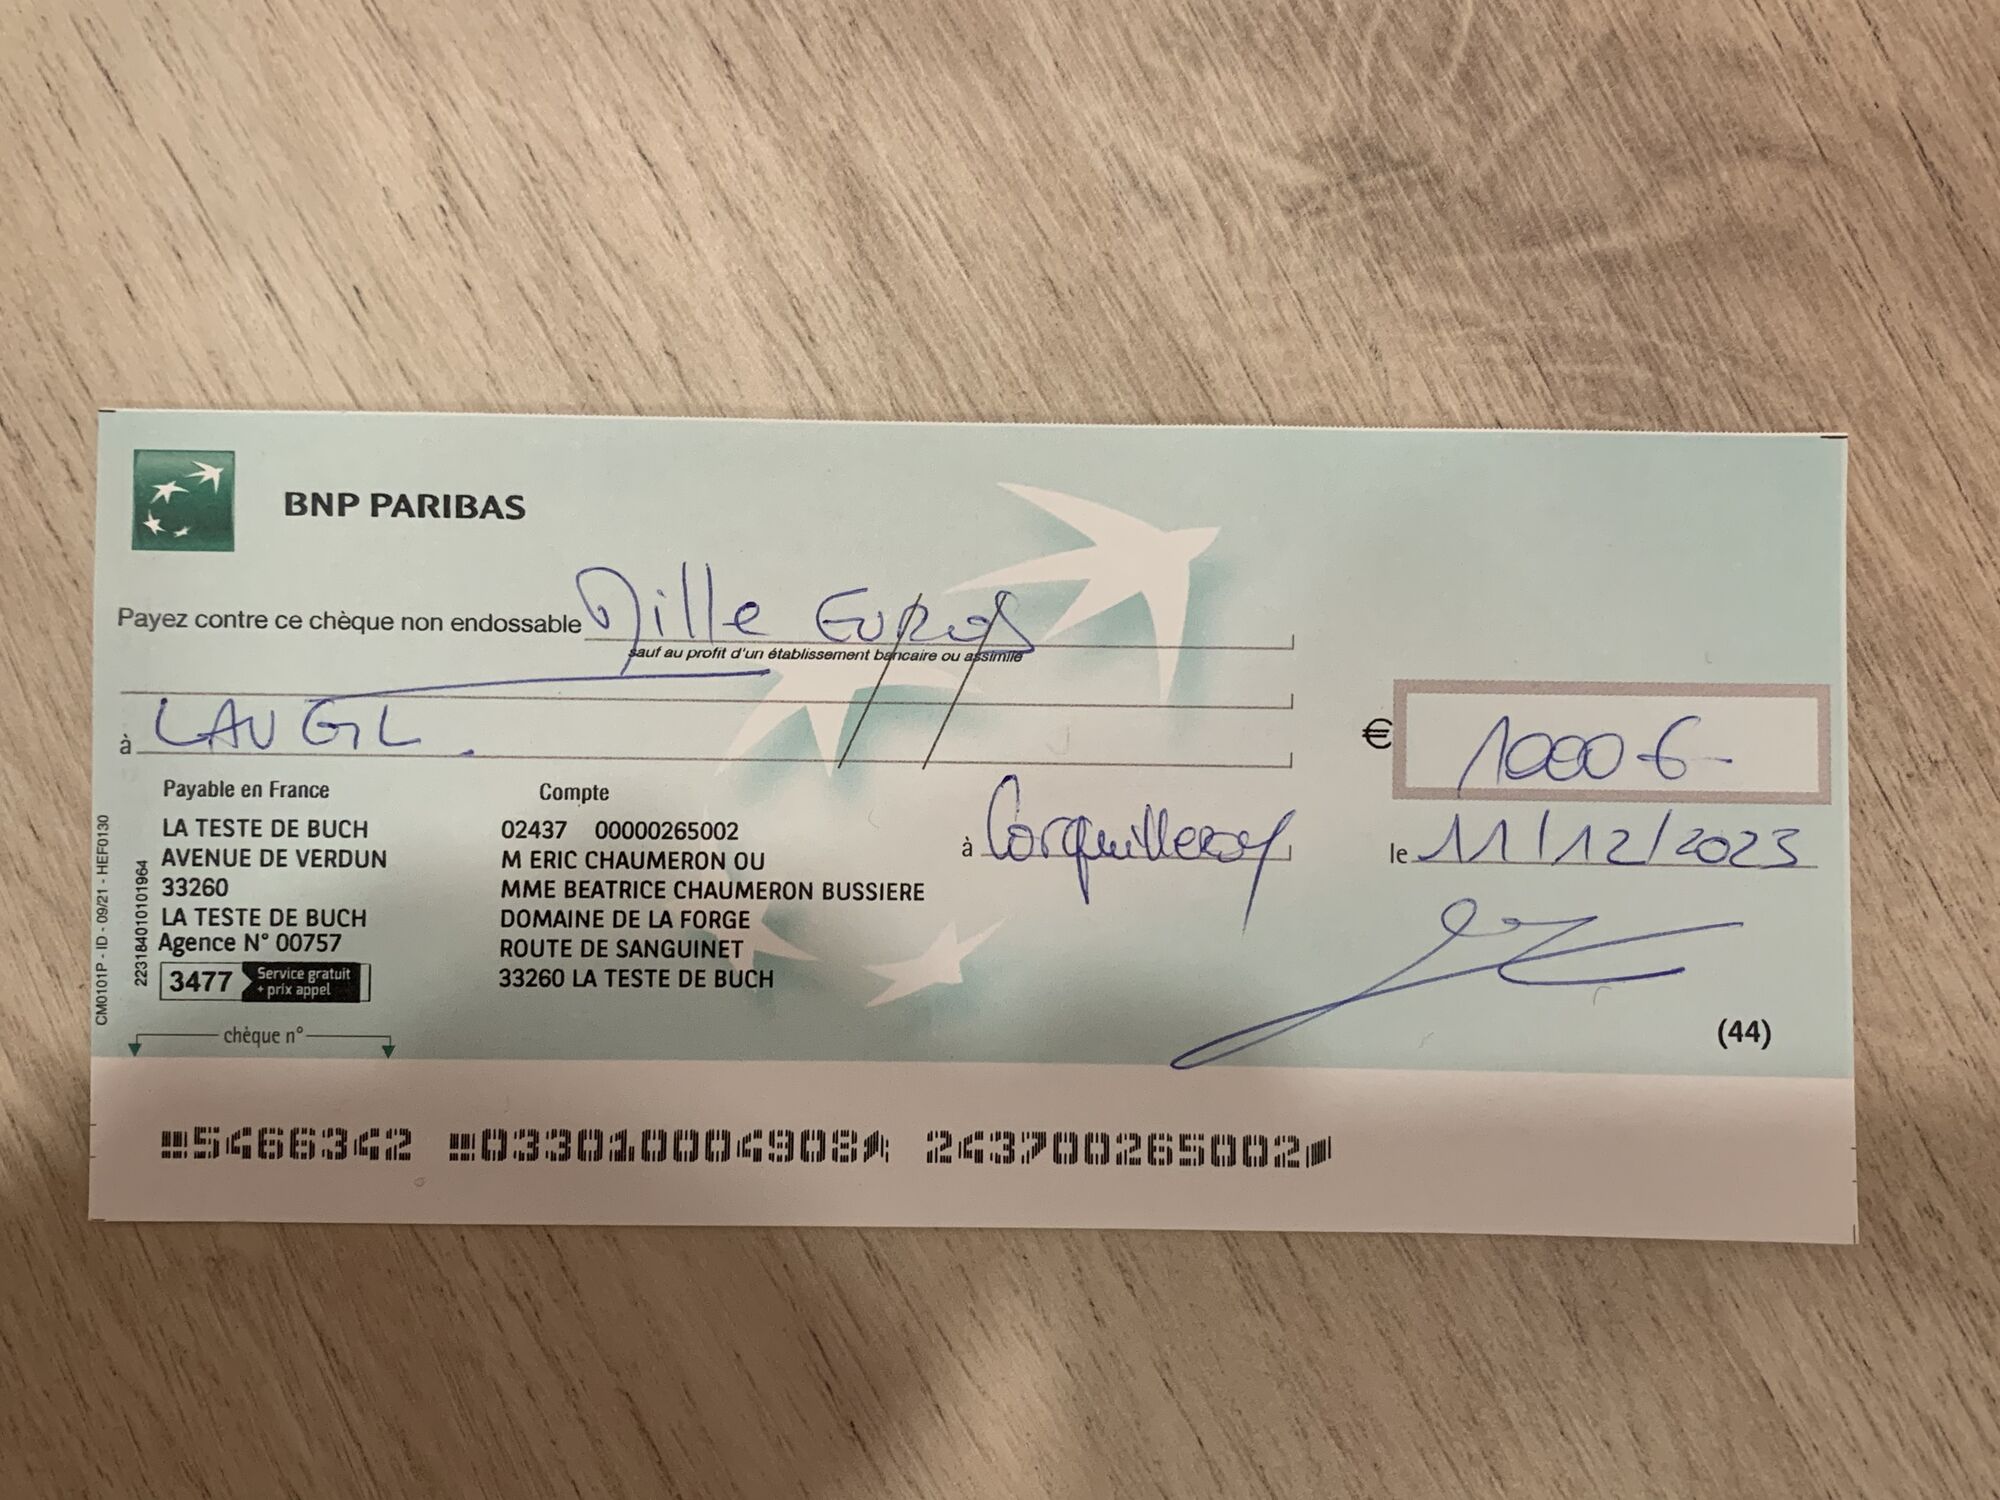 BNP PARIBAS
Payez contre ce chèque non endossable Mille Euros
sauf au profit d'un établissement bancaire ou assimilé
à LAUGIL
€ 1000 €-
Payable en France
LA TESTE DE BUCH
AVENUE DE VERDUN
33260
LA TESTE DE BUCH
Agence N° 00757
3477 Service gratuit
+ prix appel
Compte
02437 00000265002
M ERIC CHAUMERON OU
MME BEATRICE CHAUMERON BUSSIERE
DOMAINE DE LA FORGE
ROUTE DE SANGUINET
33260 LA TESTE DE BUCH
à Corquilleroy
le 11/12/2023
(44)
CM0101P - ID - 09/21 - HEF0130
2231840101019​64
chèque n°
5466342 033010004908 243700265002